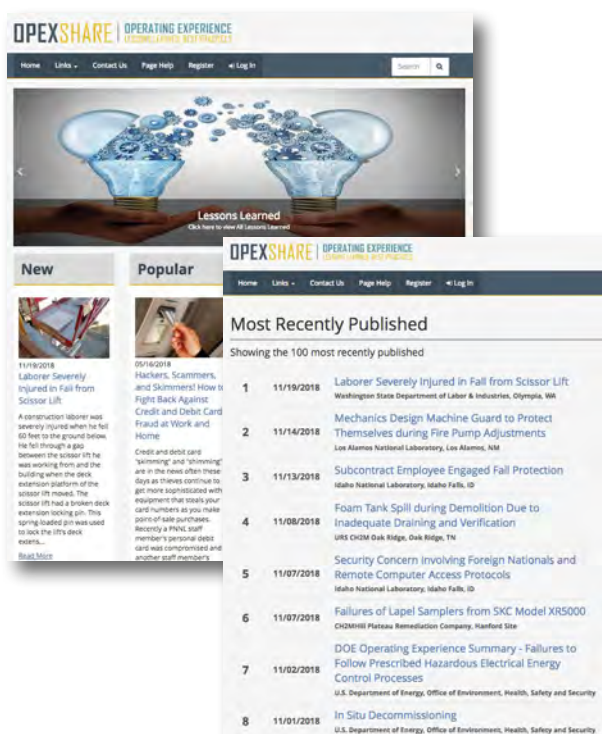 OPEXSHARE | OPERATING EXPERIENCE
LESSONS LEARNED, BEST PRACTICES
Home Links Contact Us Page Help Register Log In Search
Lessons Learned
Click here to view All Lessons Learned
New
11/19/2018
Laborer Severely
Injured in Fall from
Scissor Lift
A construction laborer was
severely injured when he fell
60 feet to the ground below.
He fell through a gap
between the scissor lift he
was working from and the
building when the deck
extension platform of the
scissor lift moved. The
scissor lift had a broken deck
extension locking pin. This
spring-loaded pin was used
to lock the lift's deck
extens...
Read More
Popular
05/16/2018
Hackers, Scammers,
and Skimmers! How t
Fight Back Against
Credit and Debit Card
Fraud at Work and
Home
Credit and debit card
"skimming" and "shimming"
are in the news often these
days as thieves continue to
get more sophisticated with
equipment that steals your
card numbers as you make
point-of-sale purchases.
Recently a PNNL staff
member's personal debit
card was compromised and
another staff member's
OPEXSHARE | OPERATING EXPERIENCE
LESSONS LEARNED, BEST PRACTICES
Home Links Contact Us Page Help Register Log In
Most Recently Published
Showing the 100 most recently published
1 11/19/2018 Laborer Severely Injured in Fall from Scissor Lift
Washington State Department of Labor & Industries, Olympia, WA
2 11/14/2018 Mechanics Design Machine Guard to Protect
Themselves during Fire Pump Adjustments
Los Alamos National Laboratory, Los Alamos, NM
3 11/13/2018 Subcontract Employee Engaged Fall Protection
Idaho National Laboratory, Idaho Falls, ID
4 11/08/2018 Foam Tank Spill during Demolition Due to
Inadequate Draining and Verification
URS CH2M Oak Ridge, Oak Ridge, TN
5 11/07/2018 Security Concern involving Foreign Nationals and
Remote Computer Access Protocols
Idaho National Laboratory, Idaho Falls, ID
6 11/07/2018 Failures of Lapel Samplers from SKC Model XR5000
CH2MHill Plateau Remediation Company, Hanford Site
7 11/02/2018 DOE Operating Experience Summary - Failures to
Follow Prescribed Hazardous Electrical Energy
Control Processes
U.S. Department of Energy, Office of Environment, Health, Safety and Security
8 11/01/2018 In Situ Decommissioning
U.S. Department of Energy, Office of Environment, Health, Safety and Security